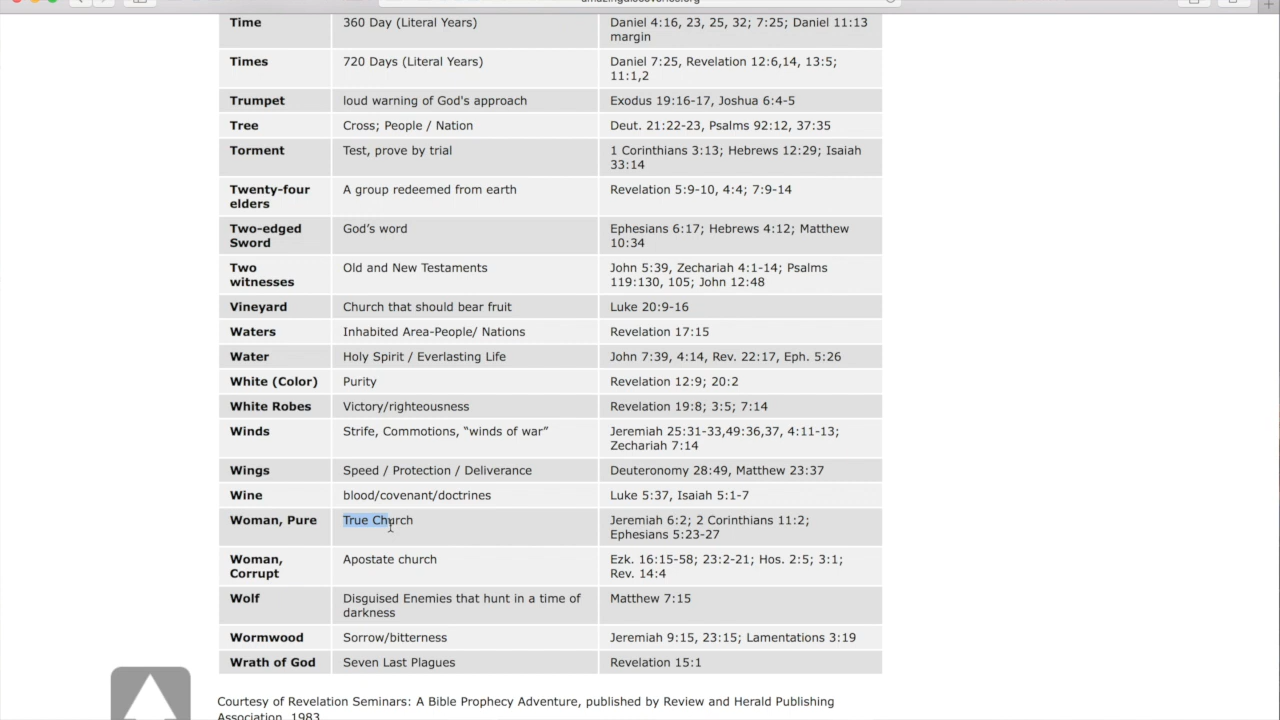 Time 360 Day (Literal Years) Daniel 4:16, 23, 25, 32; 7:25; Daniel 11:13
margin
Times 720 Days (Literal Years) Daniel 7:25, Revelation 12:6,14, 13:5;
11:1,2
Trumpet loud warning of God's approach Exodus 19:16-17, Joshua 6:4-5
Tree Cross; People / Nation Deut. 21:22-23, Psalms 92:12, 37:35
Torment Test, prove by trial 1 Corinthians 3:13; Hebrews 12:29; Isaiah
33:14
Twenty-four A group redeemed from earth Revelation 5:9-10, 4:4; 7:9-14
elders
Two-edged God’s word Ephesians 6:17; Hebrews 4:12; Matthew
Sword 10:34
Two Old and New Testaments John 5:39, Zechariah 4:1-14; Psalms
witnesses 119:130, 105; John 12:48
Vineyard Church that should bear fruit Luke 20:9-16
Waters Inhabited Area-People/ Nations Revelation 17:15
Water Holy Spirit / Everlasting Life John 7:39, 4:14, Rev. 22:17, Eph. 5:26
White (Color) Purity Revelation 12:9; 20:2
White Robes Victory/righteousness Revelation 19:8; 3:5; 7:14
Winds Strife, Commotions, “winds of war” Jeremiah 25:31-33,49:36,37, 4:11-13;
Zechariah 7:14
Wings Speed / Protection / Deliverance Deuteronomy 28:49, Matthew 23:37
Wine blood/covenant/doctrines Luke 5:37, Isaiah 5:1-7
Woman, Pure True Church Jeremiah 6:2; 2 Corinthians 11:2;
Ephesians 5:23-27
Woman, Apostate church Ezk. 16:15-58; 23:2-21; Hos. 2:5; 3:1;
Corrupt Rev. 14:4
Wolf Disguised Enemies that hunt in a time of Matthew 7:15
darkness
Wormwood Sorrow/bitterness Jeremiah 9:15, 23:15; Lamentations 3:19
Wrath of God Seven Last Plagues Revelation 15:1
Courtesy of Revelation Seminars: A Bible Prophecy Adventure, published by Review and Herald Publishing
Association, 1983